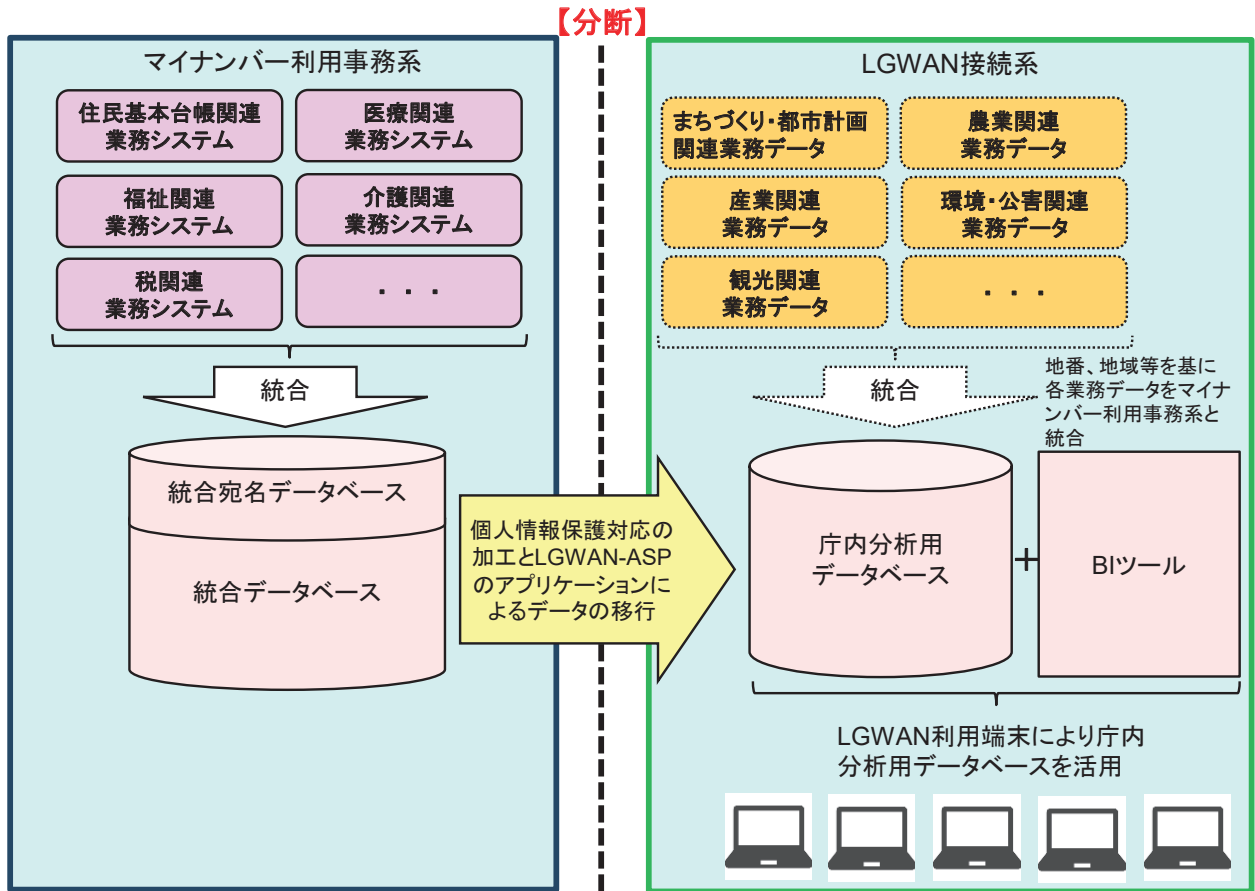 【分断】
マイナンバー利用事務系
住民基本台帳関連
業務システム
医療関連
業務システム
福祉関連
業務システム
介護関連
業務システム
税関連
業務システム
・・・
統合
統合宛名データベース
統合データベース
個人情報保護対応の
加工とLGWAN-ASP
のアプリケーションに
よるデータの移行
LGWAN接続系
まちづくり・都市計画
関連業務データ
農業関連
業務データ
産業関連
業務データ
環境・公害関連
業務データ
観光関連
業務データ
・・・
統合
地番、地域等を基に
各業務データをマイナ
ンバー利用事務系と
統合
庁内分析用
データベース
+
BIツール
LGWAN利用端末により庁内
分析用データベースを活用